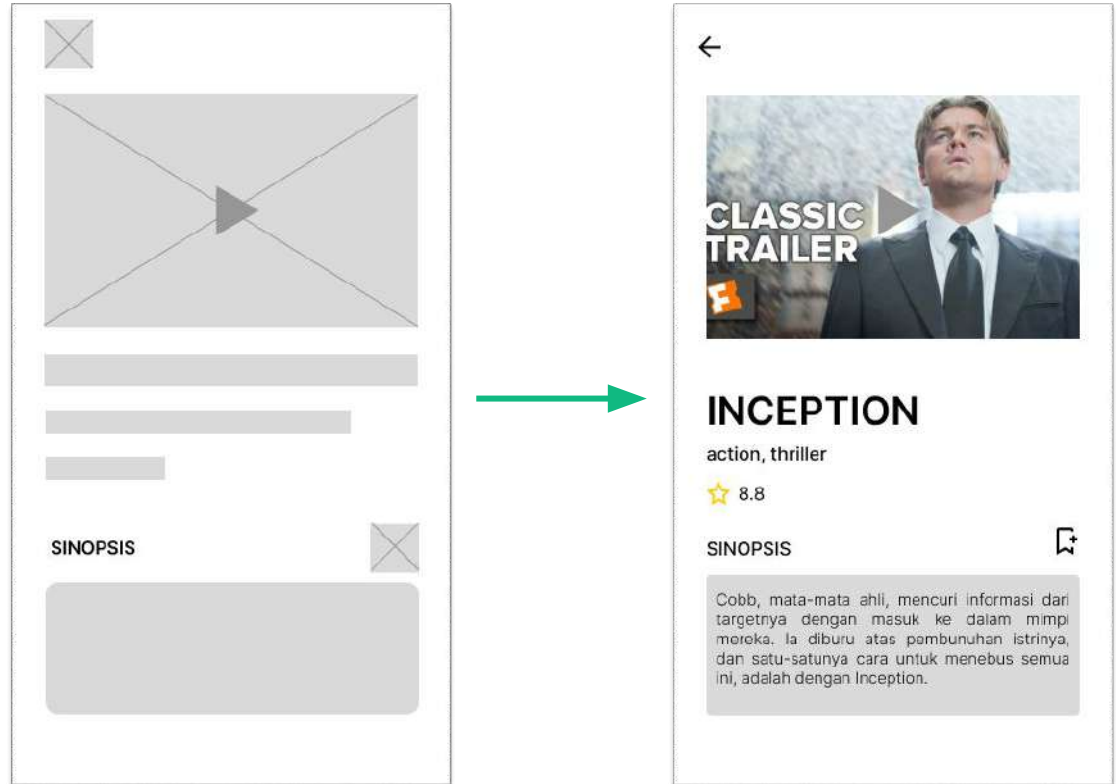 SINOPSIS
CLASSIC
TRAILER
F
INCEPTION
action, thriller
8.8
SINOPSIS
Cobb, mata-mata ahli, mencuri informasi dari
targetnya dengan masuk ke dalam mimpi
mereka. Ia diburu atas pembunuhan istrinya,
dan satu-satunya cara untuk menebus semua
ini, adalah dengan Inception.